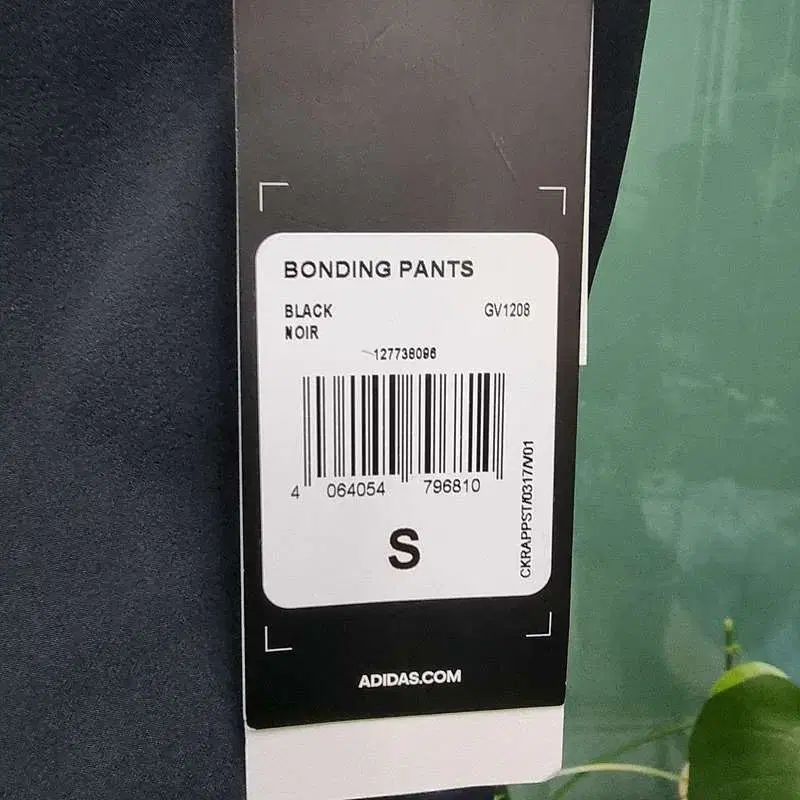 BONDING PANTS
BLACK GV1208
NOIR
127738096
4 064054 796810
CKRAPPST/0317/V01
S
ADIDAS.COM